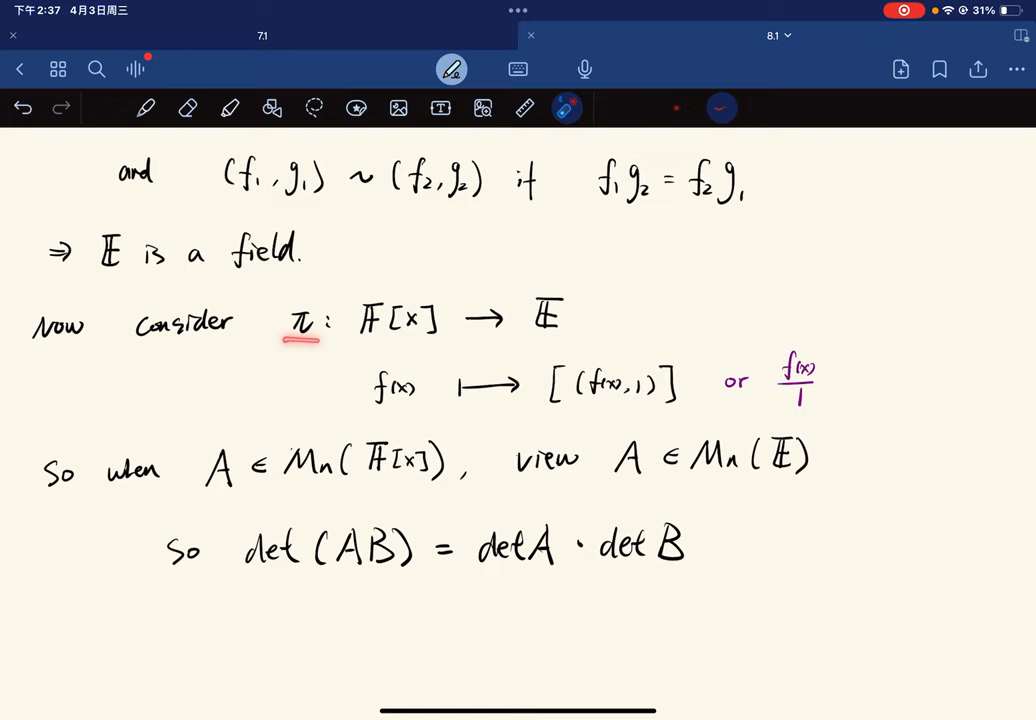 下午2:37 4月3日周三
31%
7.1
8.1
and (f₁, g₁) ~ (f₂, g₂) if f₁g₂ = f₂g₁
⇒ 𝔼 is a field.
Now consider π: 𝔽[x] → 𝔼
f(x) ⟼ [(f(x), 1)] or f(x)/1
So when A ∈ Mn(𝔽[x]), view A ∈ Mn(𝔼)
So det(AB) = detA · det B